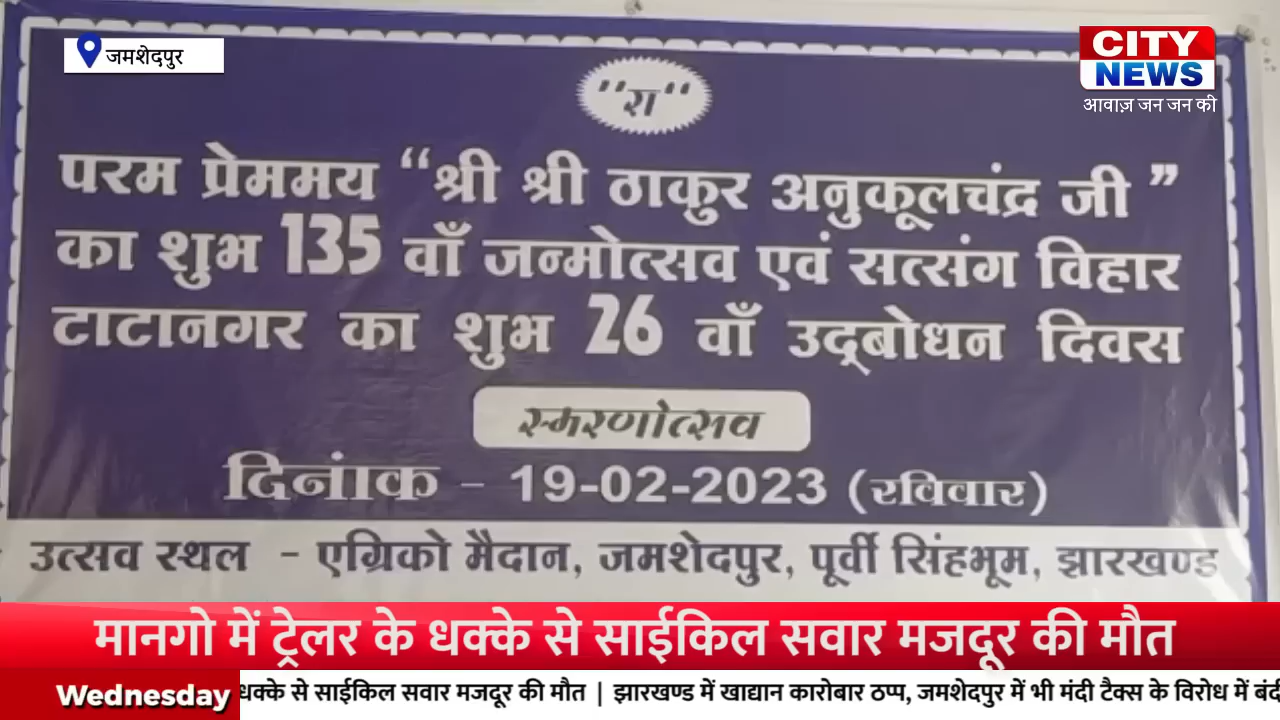 जमशेदपुर
CITY
NEWS
आवाज़ जन जन की
''रा''
परम प्रेममय “श्री श्री ठाकुर अनुकूलचंद्र जी ”
का शुभ 135 वाँ जन्मोत्सव एवं सत्संग विहार
टाटानगर का शुभ 26 वाँ उद्बोधन दिवस
स्मरणोत्सव
दिनांक - 19-02-2023 (रविवार)
उत्सव स्थल - एग्रिको मैदान, जमशेदपुर, पूर्वी सिंहभूम, झारखण्ड
मानगो में ट्रेलर के धक्के से साईकिल सवार मजदूर की मौत
Wednesday
धक्के से साईकिल सवार मजदूर की मौत | झारखण्ड में खाद्यान कारोबार ठप्प, जमशेदपुर में भी मंदी टैक्स के विरोध में